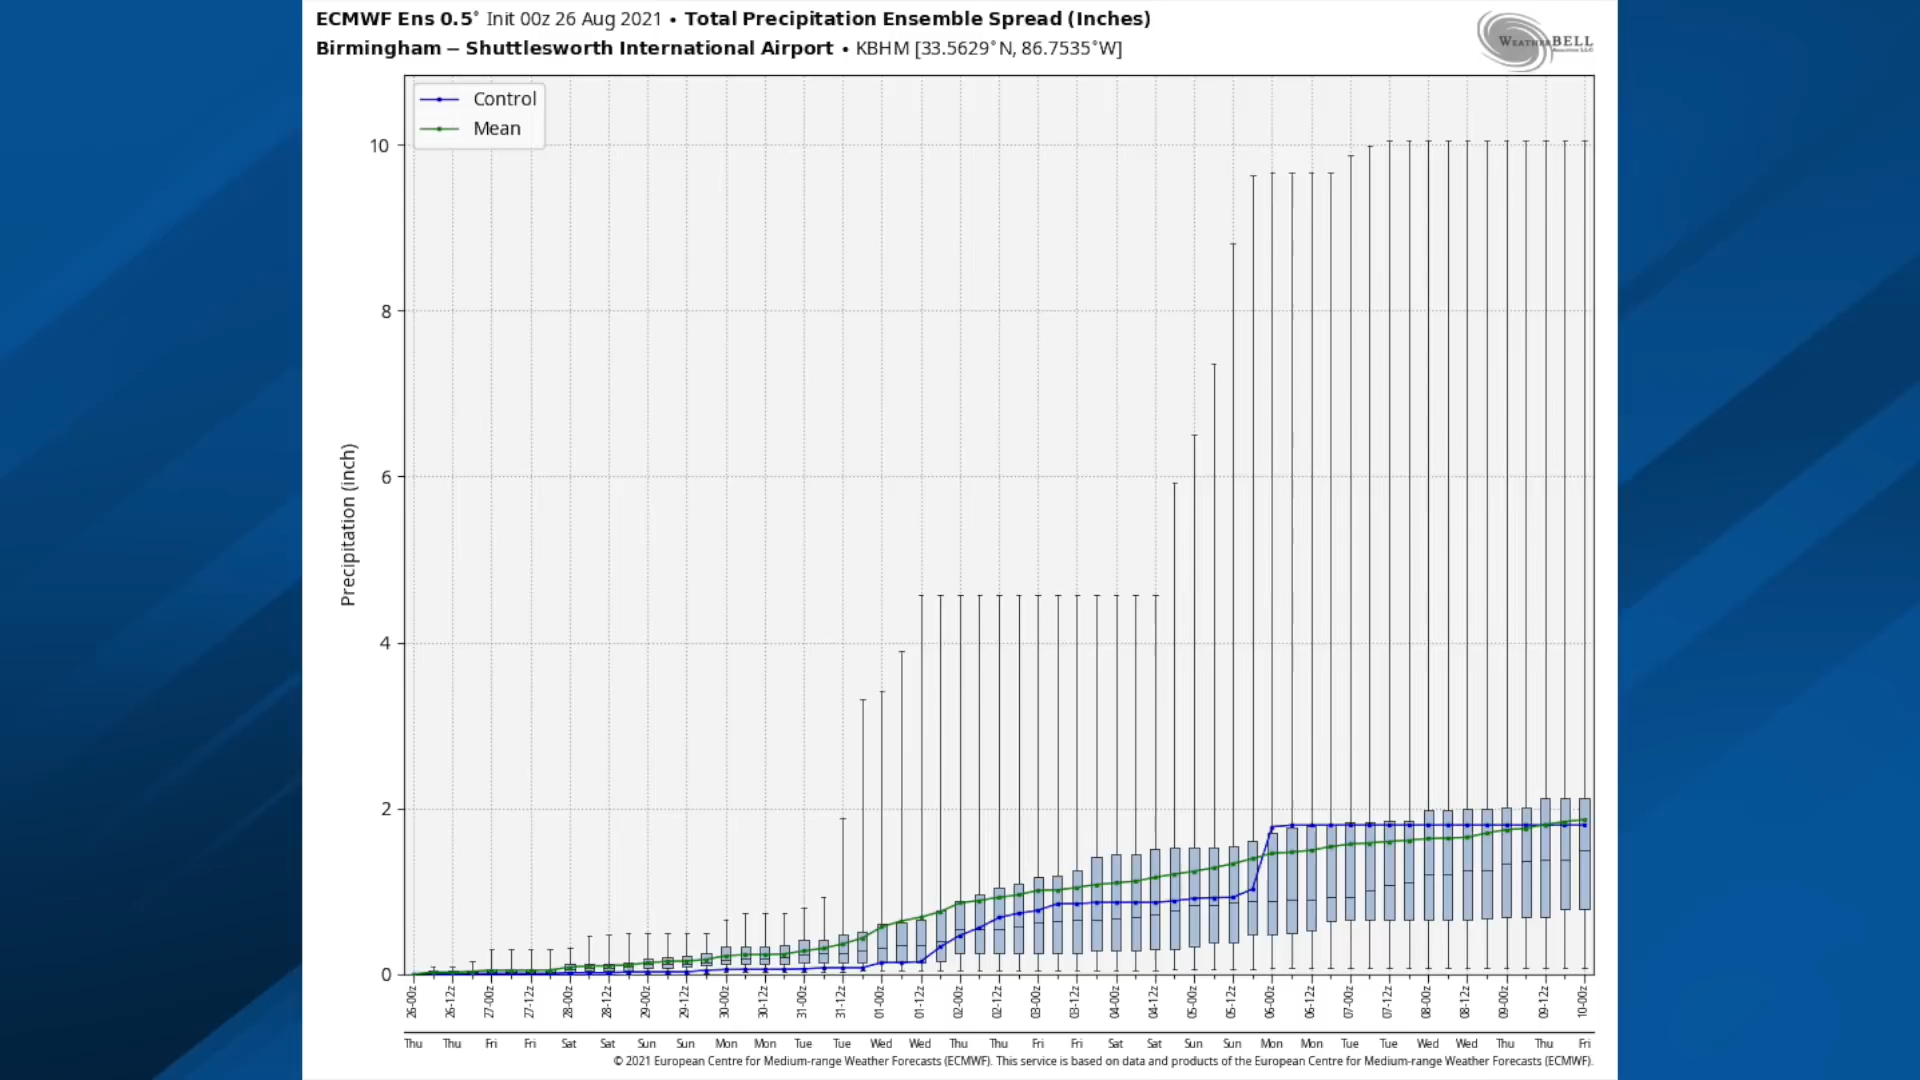 ECMWF Ens 0.5° Init 00z 26 Aug 2021 • Total Precipitation Ensemble Spread (Inches)
Birmingham – Shuttlesworth International Airport • KBHM [33.5629°N, 86.7535°W]
WEATHERBELL
Control
Mean
Precipitation (inch)
10
8
6
4
2
0
26-00z 26-12z 27-00z 27-12z 28-00z 28-12z 29-00z 29-12z 30-00z 30-12z 31-00z 31-12z 01-00z 01-12z 02-00z 02-12z 03-00z 03-12z 04-00z 04-12z 05-00z 05-12z 06-00z 06-12z 07-00z 07-12z 08-00z 08-12z 09-00z 09-12z 10-00z
Thu Thu Fri Fri Sat Sat Sun Sun Mon Mon Tue Tue Wed Wed Thu Thu Fri Fri Sat Sat Sun Sun Mon Mon Tue Tue Wed Wed Thu Thu Fri
© 2021 European Centre for Medium-range Weather Forecasts (ECMWF). This service is based on data and products of the European Centre for Medium-range Weather Forecasts (ECMWF).